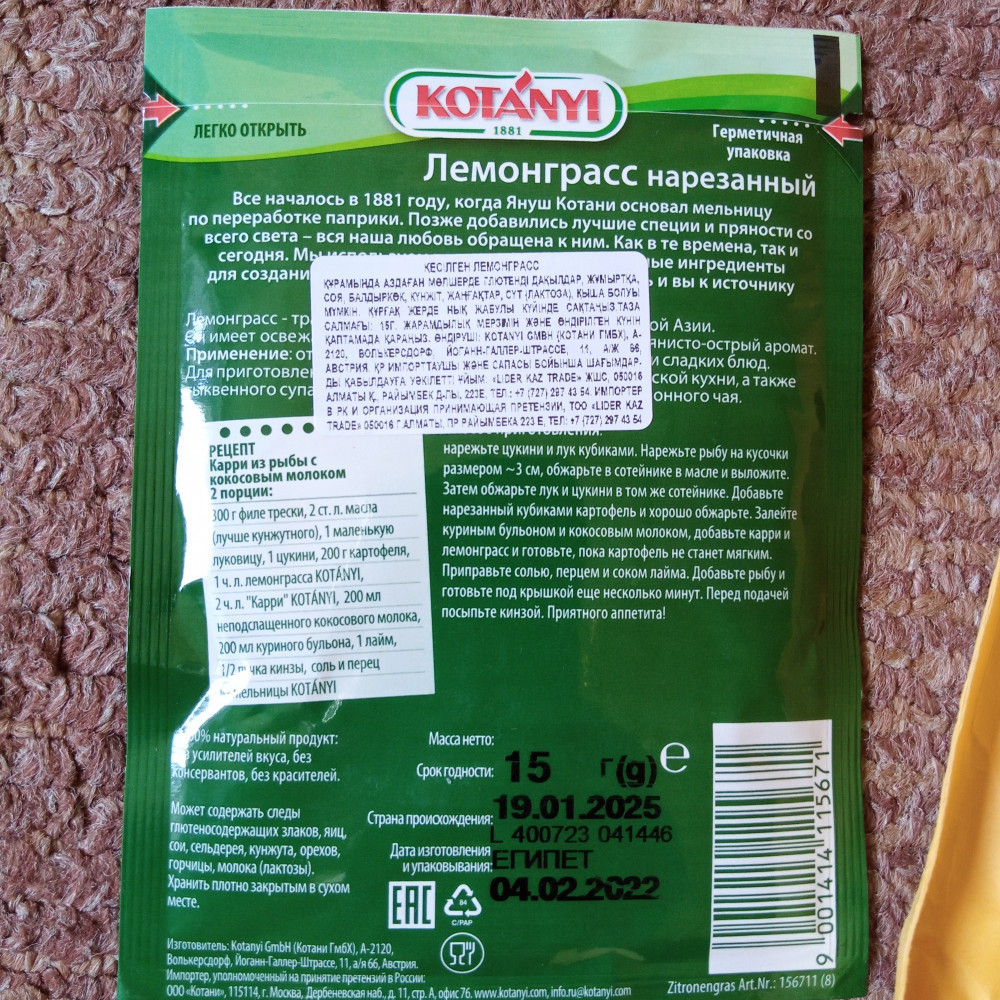 KOTÁNYI
1881
ЛЕГКО ОТКРЫТЬ
Герметичная
упаковка
Лемонграсс нарезанный
Все началось в 1881 году, когда Януш Котани основал мельницу
по переработке паприки. Позже добавились лучшие специи и пряности со
всего света – вся наша любовь обращена к ним. Как в те времена, так и
сегодня. Мы ингредиенты
для и вы к источнику
Лемонграсс - Азии.
Он имеет аромат.
Применение: и сладких блюд.
Для кухни, а также
чая.
КЕСІЛГЕН ЛЕМОНГРАСС
ҚҰРАМЫНДА АЗДАҒАН МӨЛШЕРДЕ ГЛЮТЕНДІ ДАҚЫЛДАР, ЖҰМЫРТҚА,
СОЯ, БАЛДЫРКӨК, КҮНЖІТ, ЖАҢҒАҚТАР, СҮТ (ЛАКТОЗА), ҚЫША БОЛУЫ
МҮМКІН. ҚҰРҒАҚ ЖЕРДЕ НЫҚ ЖАБУЛЫ КҮЙІНДЕ САҚТАҢЫЗ.ТАЗА
САЛМАҒЫ: 15Г. ЖАРАМДЫЛЫҚ МЕРЗІМІН ЖӘНЕ ӨНДІРІЛГЕН КҮНІН
ҚАПТАМАДА ҚАРАҢЫЗ. ӨНДІРУШІ: KOTANYI GMBH (КОТАНИ ГМБХ), А-
2120, ВОЛЬКЕРСДОРФ, ЙОГАНН-ГАЛЛЕР-ШТРАССЕ, 11, А/Ж 66,
АВСТРИЯ. ҚР ИМПОРТТАУШЫ ЖӘНЕ САПАСЫ БОЙЫНША ШАҒЫМДАР-
ДЫ ҚАБЫЛДАУҒА УӘКІЛЕТТІ ҰЙЫМ: «LIDER KAZ TRADE» ЖШС, 050016
АЛМАТЫ Қ., РАЙЫМБЕК Д-ЛЫ, 223Е, ТЕЛ.: +7 (727) 297 43 54. ИМПОРТЕР
В РК И ОРГАНИЗАЦИЯ ПРИНИМАЮЩАЯ ПРЕТЕНЗИИ, ТОО «LIDER KAZ
TRADE» 050016 Г.АЛМАТЫ, ПР РАЙЫМБЕКА 223 Е, ТЕЛ: +7 (727) 297 43 54
РЕЦЕПТ
Карри из рыбы с
кокосовым молоком
2 порции:
300 г филе трески, 2 ст. л. масла
(лучше кунжутного), 1 маленькую
луковицу, 1 цукини, 200 г картофеля,
1 ч. л. лемонграсса KOTÁNYI,
2 ч. л. "Карри" KOTÁNYI, 200 мл
неподслащенного кокосового молока,
200 мл куриного бульона, 1 лайм,
1/2 пучка кинзы, соль и перец
мельницы KOTÁNYI
приготовления:
нарежьте цукини и лук кубиками. Нарежьте рыбу на кусочки
размером ~3 см, обжарьте в сотейнике в масле и выложите.
Затем обжарьте лук и цукини в том же сотейнике. Добавьте
нарезанный кубиками картофель и хорошо обжарьте. Залейте
куриным бульоном и кокосовым молоком, добавьте карри и
лемонграсс и готовьте, пока картофель не станет мягким.
Приправьте солью, перцем и соком лайма. Добавьте рыбу и
готовьте под крышкой еще несколько минут. Перед подачей
посыпьте кинзой. Приятного аппетита!
натуральный продукт:
усилителей вкуса, без
консервантов, без красителей.
Может содержать следы
глютеносодержащих злаков, яиц,
сои, сельдерея, кунжута, орехов,
горчицы, молока (лактозы).
Хранить плотно закрытым в сухом
месте.
Масса нетто: 15 г(g) ℮
Срок годности: 19.01.2025
L 400723 041446
Страна происхождения: ЕГИПЕТ
Дата изготовления
и упаковывания: 04.02.2022
EAC
84
C/PAP
Изготовитель: Kotanyi GmbH (Котани ГмбХ), А-2120,
Волькерсдорф, Йоганн-Галлер-Штрассе, 11, а/я 66, Австрия.
Импортер, уполномоченный на принятие претензий в России:
ООО «Котани», 115114, г. Москва, Дербеневская наб., д. 11, стр. А, офис 76. www.kotanyi.com, info.ru@kotanyi.com
9 001414 115671
Zitronengras Art.Nr.: 156711 (8)